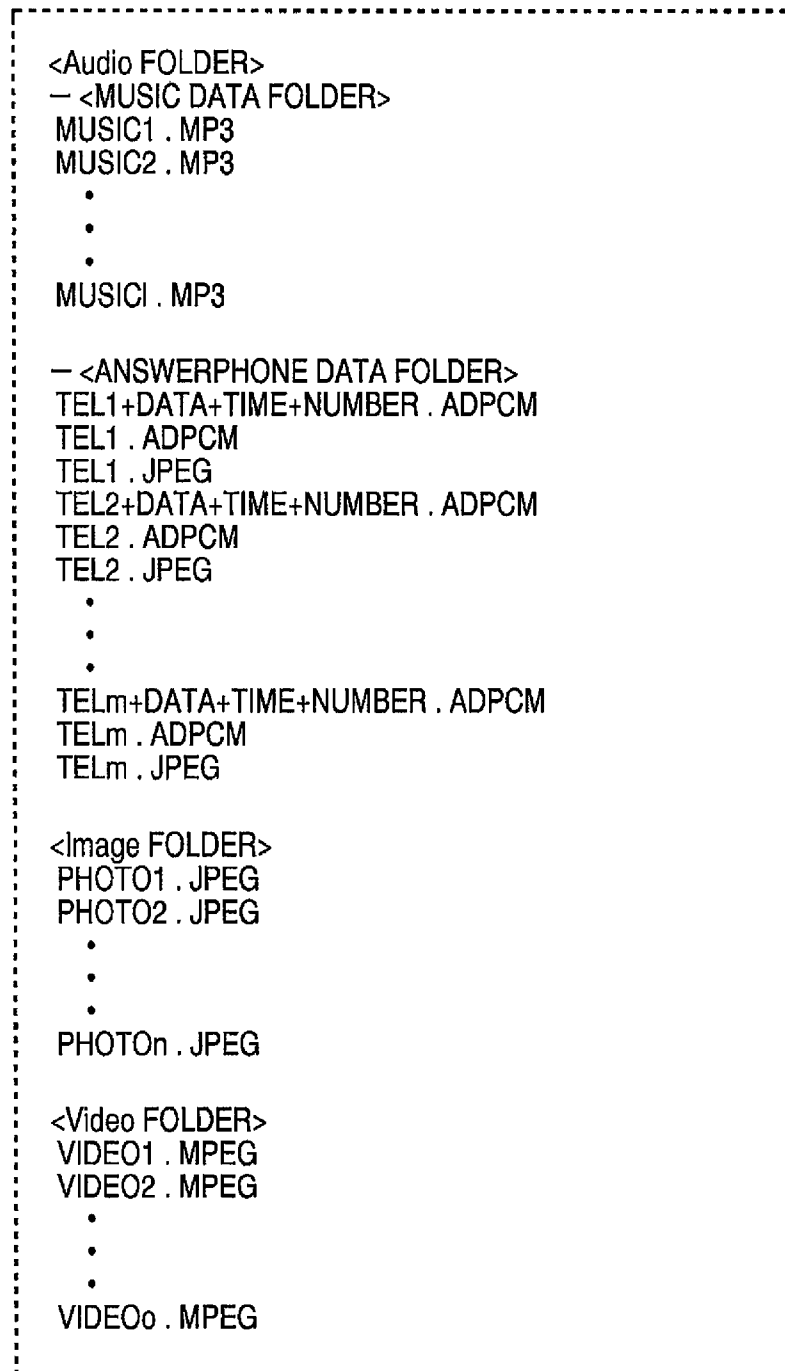 <Audio FOLDER>
— <MUSIC DATA FOLDER>
MUSIC1 . MP3
MUSIC2 . MP3
•
•
•
MUSICl . MP3
— <ANSWERPHONE DATA FOLDER>
TEL1+DATA+TIME+NUMBER . ADPCM
TEL1 . ADPCM
TEL1 . JPEG
TEL2+DATA+TIME+NUMBER . ADPCM
TEL2 . ADPCM
TEL2 . JPEG
•
•
•
TELm+DATA+TIME+NUMBER . ADPCM
TELm . ADPCM
TELm . JPEG
<Image FOLDER>
PHOTO1 . JPEG
PHOTO2 . JPEG
•
•
•
PHOTOn . JPEG
<Video FOLDER>
VIDEO1 . MPEG
VIDEO2 . MPEG
•
•
•
VIDEOo . MPEG